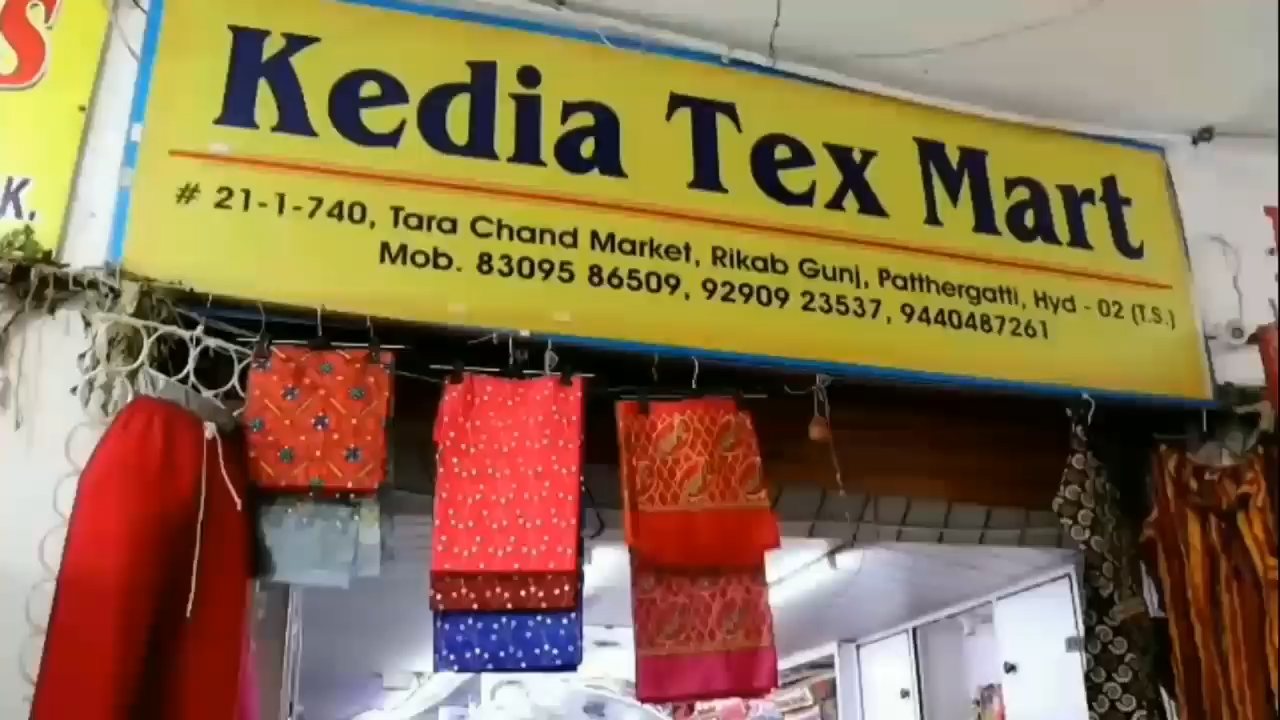 S
K.
Kedia Tex Mart
# 21-1-740, Tara Chand Market, Rikab Gunj, Patthergatti, Hyd - 02 (T.S.)
Mob. 83095 86509, 92909 23537, 9440487261